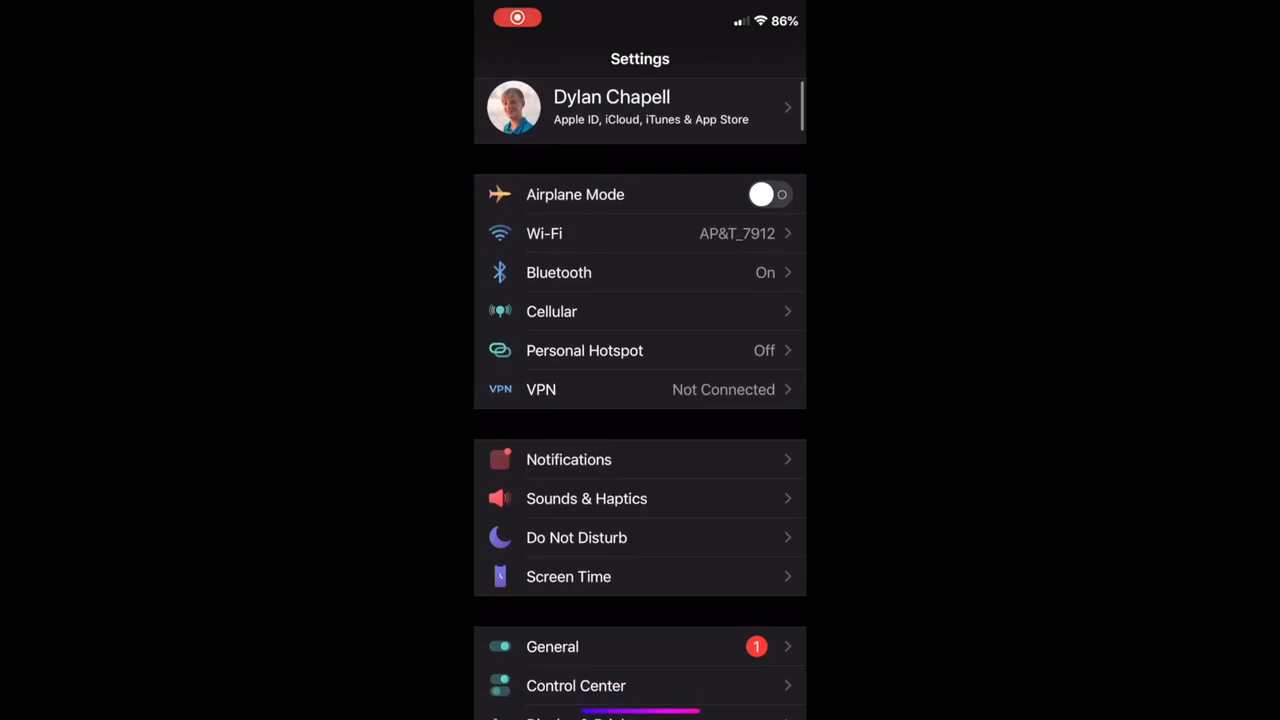 86%
Settings
Dylan Chapell
Apple ID, iCloud, iTunes & App Store
Airplane Mode
Wi-Fi AP&T_7912
Bluetooth On
Cellular
Personal Hotspot Off
VPN VPN Not Connected
Notifications
Sounds & Haptics
Do Not Disturb
Screen Time
General 1
Control Center